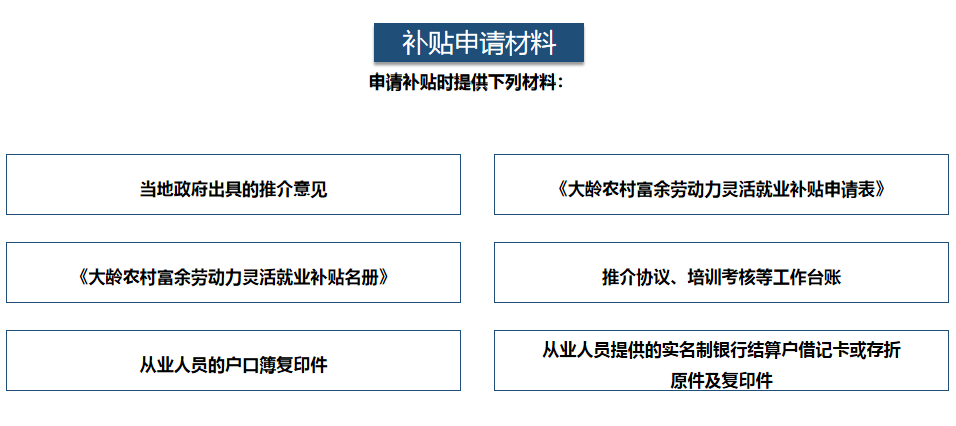 补贴申请材料
申请补贴时提供下列材料：
当地政府出具的推介意见
《大龄农村富余劳动力灵活就业补贴申请表》
《大龄农村富余劳动力灵活就业补贴名册》
推介协议、培训考核等工作台账
从业人员的户口簿复印件
从业人员提供的实名制银行结算户借记卡或存折
原件及复印件